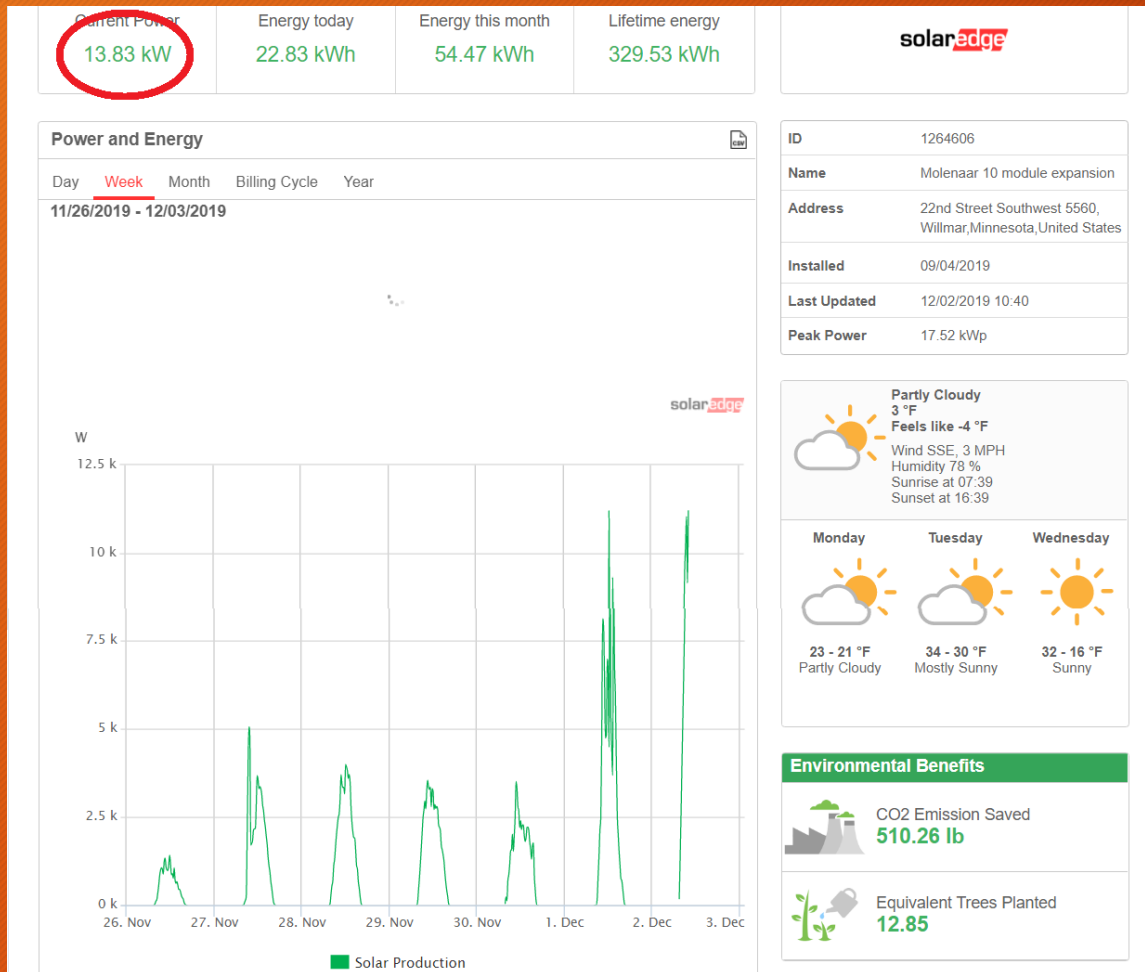 Current Power
13.83 kW
Energy today
22.83 kWh
Energy this month
54.47 kWh
Lifetime energy
329.53 kWh
solaredge
Power and Energy
CSV
Day Week Month Billing Cycle Year
11/26/2019 - 12/03/2019
solaredge
W
12.5 k
10 k
7.5 k
5 k
2.5 k
0 k
26. Nov 27. Nov 28. Nov 29. Nov 30. Nov 1. Dec 2. Dec 3. Dec
Solar Production
ID 1264606
Name Molenaar 10 module expansion
Address 22nd Street Southwest 5560,
Willmar,Minnesota,United States
Installed 09/04/2019
Last Updated 12/02/2019 10:40
Peak Power 17.52 kWp
Partly Cloudy
3 °F
Feels like -4 °F
Wind SSE, 3 MPH
Humidity 78 %
Sunrise at 07:39
Sunset at 16:39
Monday Tuesday Wednesday
23 - 21 °F 34 - 30 °F 32 - 16 °F
Partly Cloudy Mostly Sunny Sunny
Environmental Benefits
CO2 Emission Saved
510.26 lb
Equivalent Trees Planted
12.85